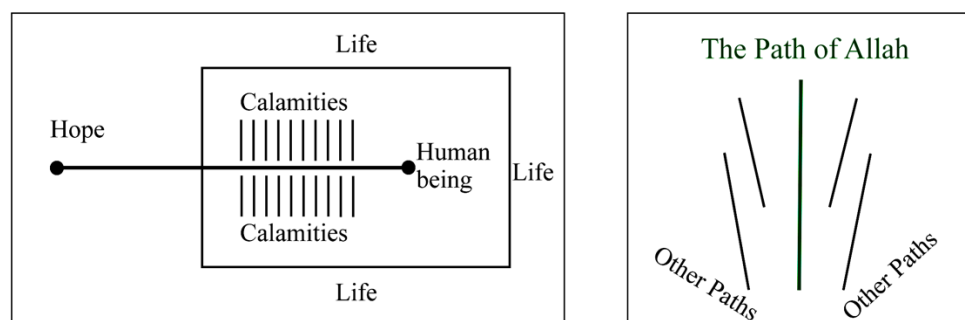 Life
Calamities
Hope
Human
being
Life
Calamities
Life
The Path of Allah
Other Paths
Other Paths